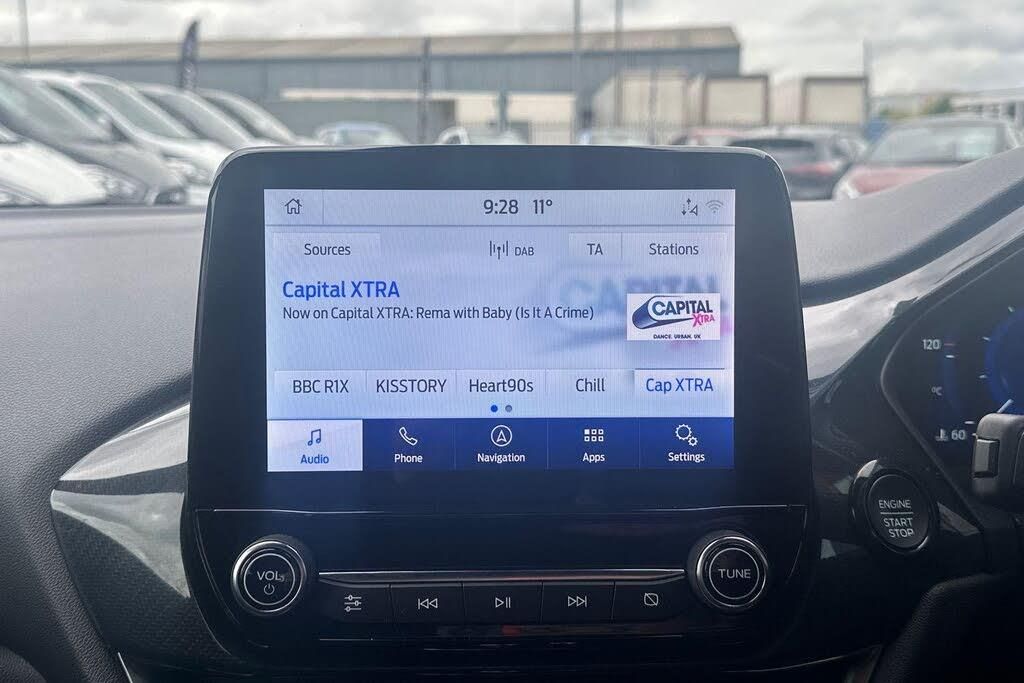 9:28 11°
Sources DAB TA Stations
Capital XTRA
Now on Capital XTRA: Rema with Baby (Is It A Crime)
CAPITAL
XTRA
DANCE. URBAN. UK
BBC R1X KISSTORY Heart90s Chill Cap XTRA
Audio Phone Navigation Apps Settings
120
°C
60
ENGINE
START
STOP
VOL
TUNE